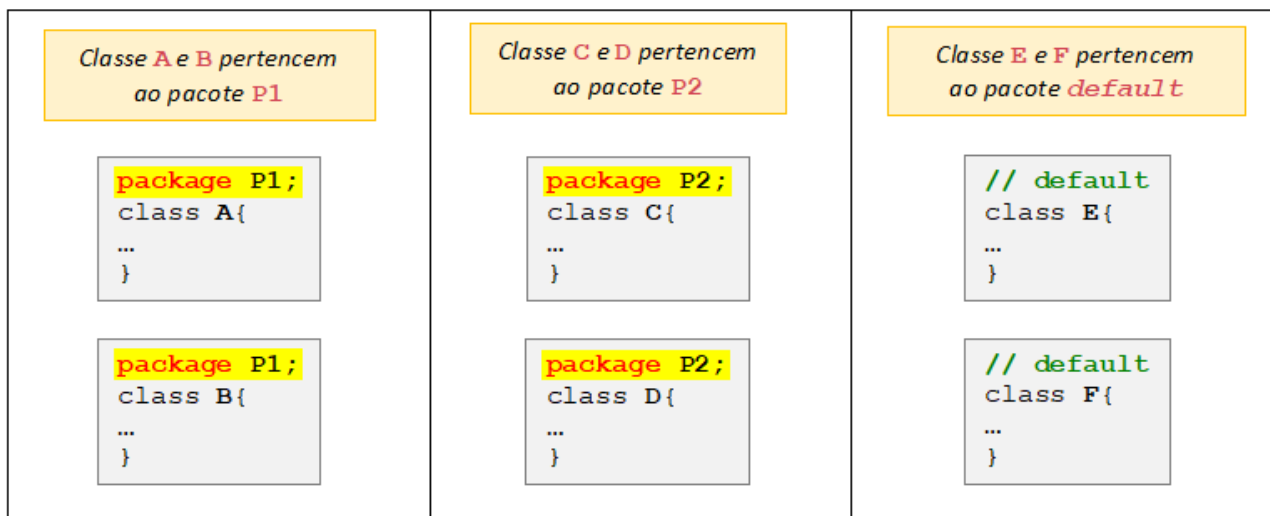 Classe A e B pertencem
ao pacote P1
package P1;
class A{
…
}
package P1;
class B{
…
}
Classe C e D pertencem
ao pacote P2
package P2;
class C{
…
}
package P2;
class D{
…
}
Classe E e F pertencem
ao pacote default
// default
class E{
…
}
// default
class F{
…
}